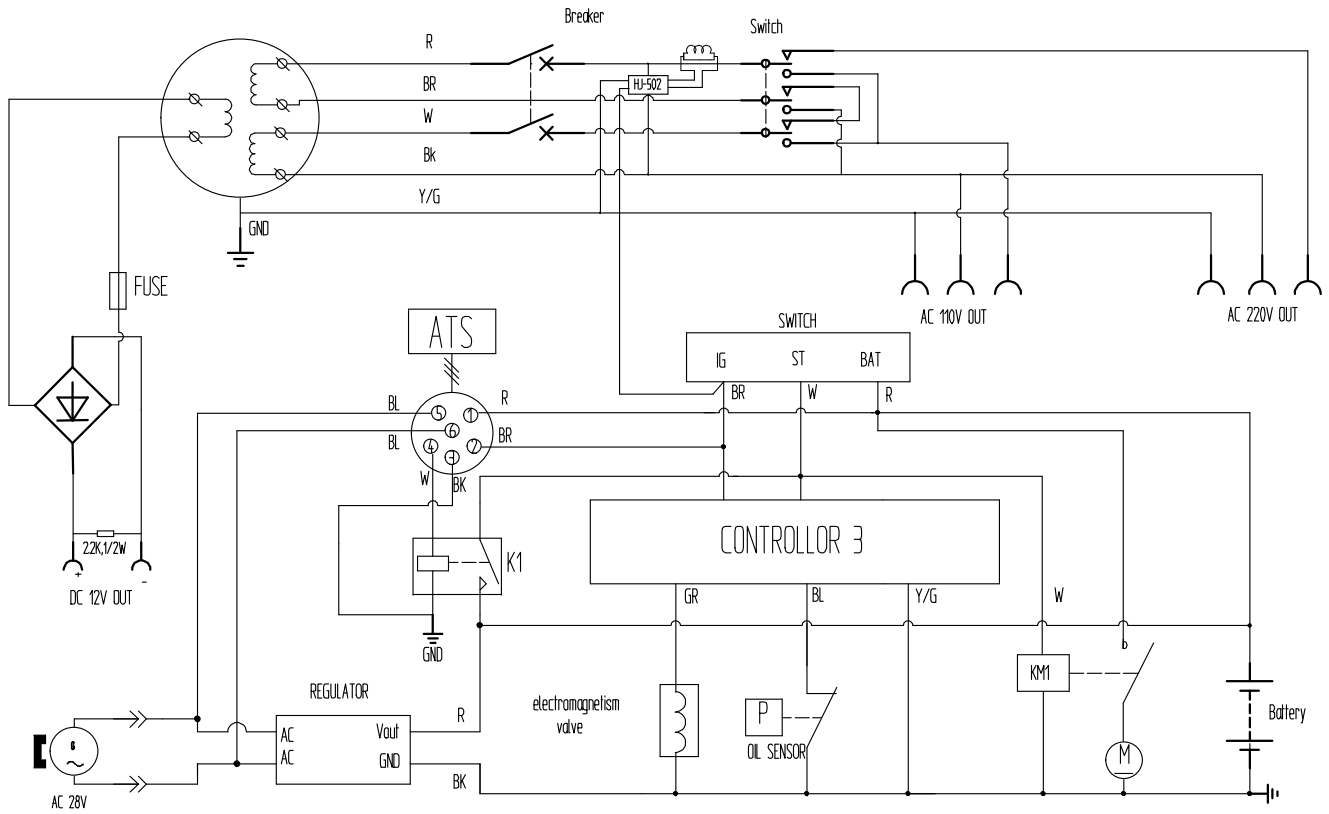 Breaker
Switch
R
HJ-502
BR
W
Bk
Y/G
GND
FUSE
AC 110V OUT
AC 220V OUT
ATS
SWITCH
IG
ST
BAT
BL
R
BR
W
R
5
1
6
BL
BR
4
2
3
W
BK
CONTROLLOR 3
2.2K,1/2W
K1
+
-
DC 12V OUT
GR
BL
Y/G
W
GND
KM1
REGULATOR
electromagnetism
valve
P
Battery
R
AC
Vout
G
AC
GND
OIL SENSOR
M
BK
AC 28V